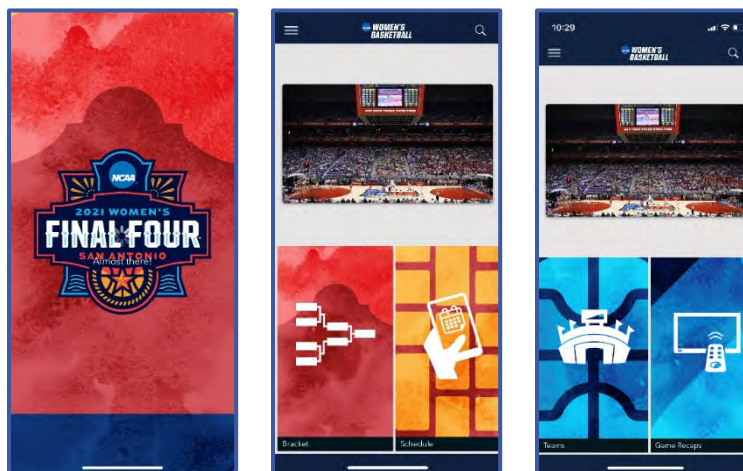 NCAA
2021 WOMEN'S
FINAL FOUR
SAN ANTONIO
Almost there!
WOMEN'S
BASKETBALL
Bracket
Schedule
10:29
WOMEN'S
BASKETBALL
Teams
Game Recaps